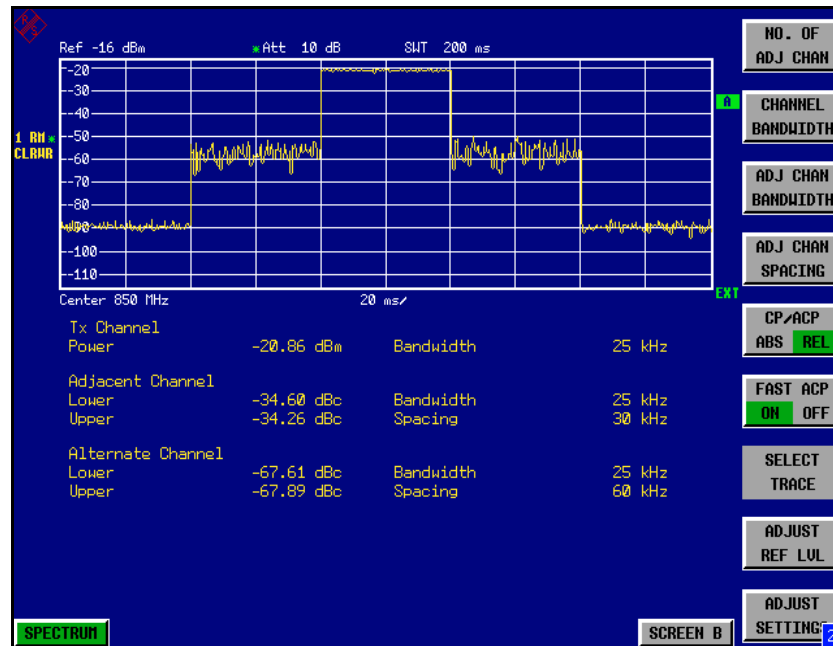 R S
Ref -16 dBm *Att 10 dB SWT 200 ms
-20
-30
-40
-50
-60
-70
-80
-90
-100
-110
1 RM *
CLRWR
A
EXT
Center 850 MHz 20 ms/
Tx Channel
Power -20.86 dBm Bandwidth 25 kHz
Adjacent Channel
Lower -34.60 dBc Bandwidth 25 kHz
Upper -34.26 dBc Spacing 30 kHz
Alternate Channel
Lower -67.61 dBc Bandwidth 25 kHz
Upper -67.89 dBc Spacing 60 kHz
NO. OF
ADJ CHAN
CHANNEL
BANDWIDTH
ADJ CHAN
BANDWIDTH
ADJ CHAN
SPACING
CP/ACP
ABS REL
FAST ACP
ON OFF
SELECT
TRACE
ADJUST
REF LVL
ADJUST
SETTING
2
SPECTRUM
SCREEN B